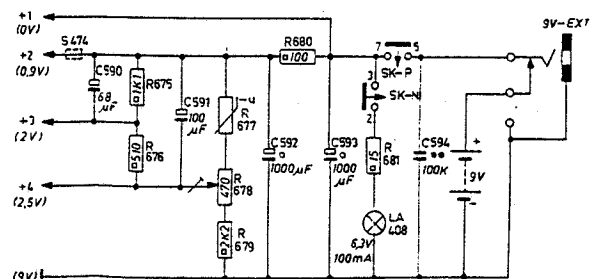 +1
(0V)
+2
(0,9V)
S474
C590
68
μF
1K1
R675
C591
100
μF
-4
R
677
R680
100
7
5
SK-P
3
SK-N
2
9V-EXT
+3
(2V)
510
R
676
C592
1000μF
C593
1000
μF
15
R
681
C594
100K
+
9V
-
+4
(2,5V)
470
R
678
2K2
R
679
LA
408
6,3V
100mA
(9V)